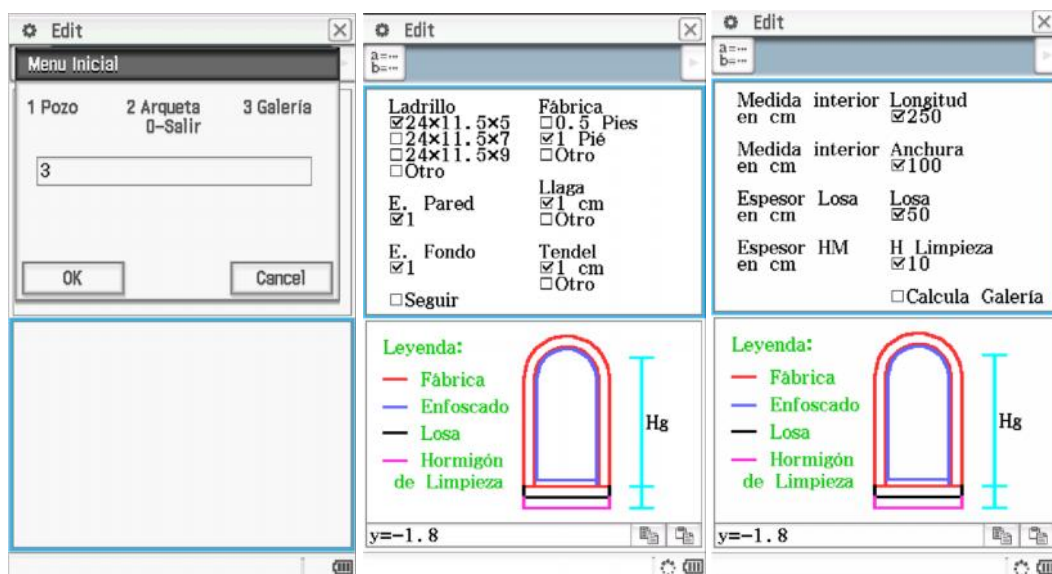 Edit
Menu Inicial
1 Pozo 2 Arqueta 3 Galería
0-Salir
3
OK Cancel
Edit
a=...
b=...
Ladrillo Fábrica
24×11.5×5 0.5 Pies
24×11.5×7 1 Pié
24×11.5×9 Otro
Otro
Llaga
E. Pared 1 cm
1 Otro
E. Fondo Tendel
1 1 cm
Otro
Seguir
Leyenda:
Fábrica
Enfoscado
Losa
Hormigón
de Limpieza
Hg
y=-1.8
Edit
a=...
b=...
Medida interior Longitud
en cm 250
Medida interior Anchura
en cm 100
Espesor Losa Losa
en cm 50
Espesor HM H Limpieza
en cm 10
Calcula Galería
Leyenda:
Fábrica
Enfoscado
Losa
Hormigón
de Limpieza
Hg
y=-1.8